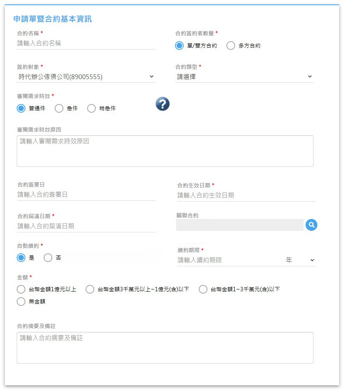 申請單暨合約基本資訊
合約名稱 *
請輸入合約名稱
合約簽約者數量 *
單/雙方合約
多方合約
簽約對象 *
時代辦公傢俱公司(89005555)
合約類型 *
請選擇
審閱需求時效 *
普通件
急件
特急件
?
審閱需求時效原因
請輸入審閱需求時效原因
合約簽署日
請輸入合約簽署日
合約生效日期 *
請輸入合約生效日期
合約屆滿日期 *
請輸入合約屆滿日期
關聯合約
自動續約 *
是
否
續約期限 *
請輸入續約期限
年
金額 *
台幣金額1億元以上
台幣金額3千萬元以上~1億元(含)以下
台幣金額1~3千萬元(含)以下
無金額
合約摘要及備註
請輸入合約摘要及備註